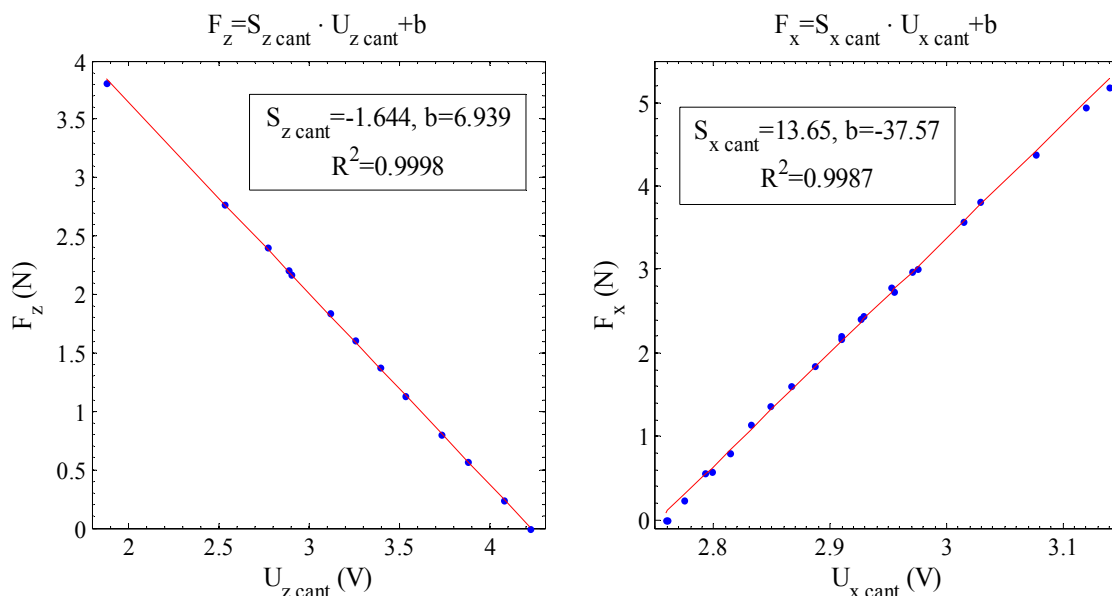 F_z=S_z cant · U_z cant+b
4
3.5
3
2.5
2
1.5
1
0.5
0
F_z (N)
S_z cant=-1.644, b=6.939
R²=0.9998
2 2.5 3 3.5 4
U_z cant (V)
F_x=S_x cant · U_x cant+b
5
4
3
2
1
0
F_x (N)
S_x cant=13.65, b=-37.57
R²=0.9987
2.8 2.9 3 3.1
U_x cant (V)